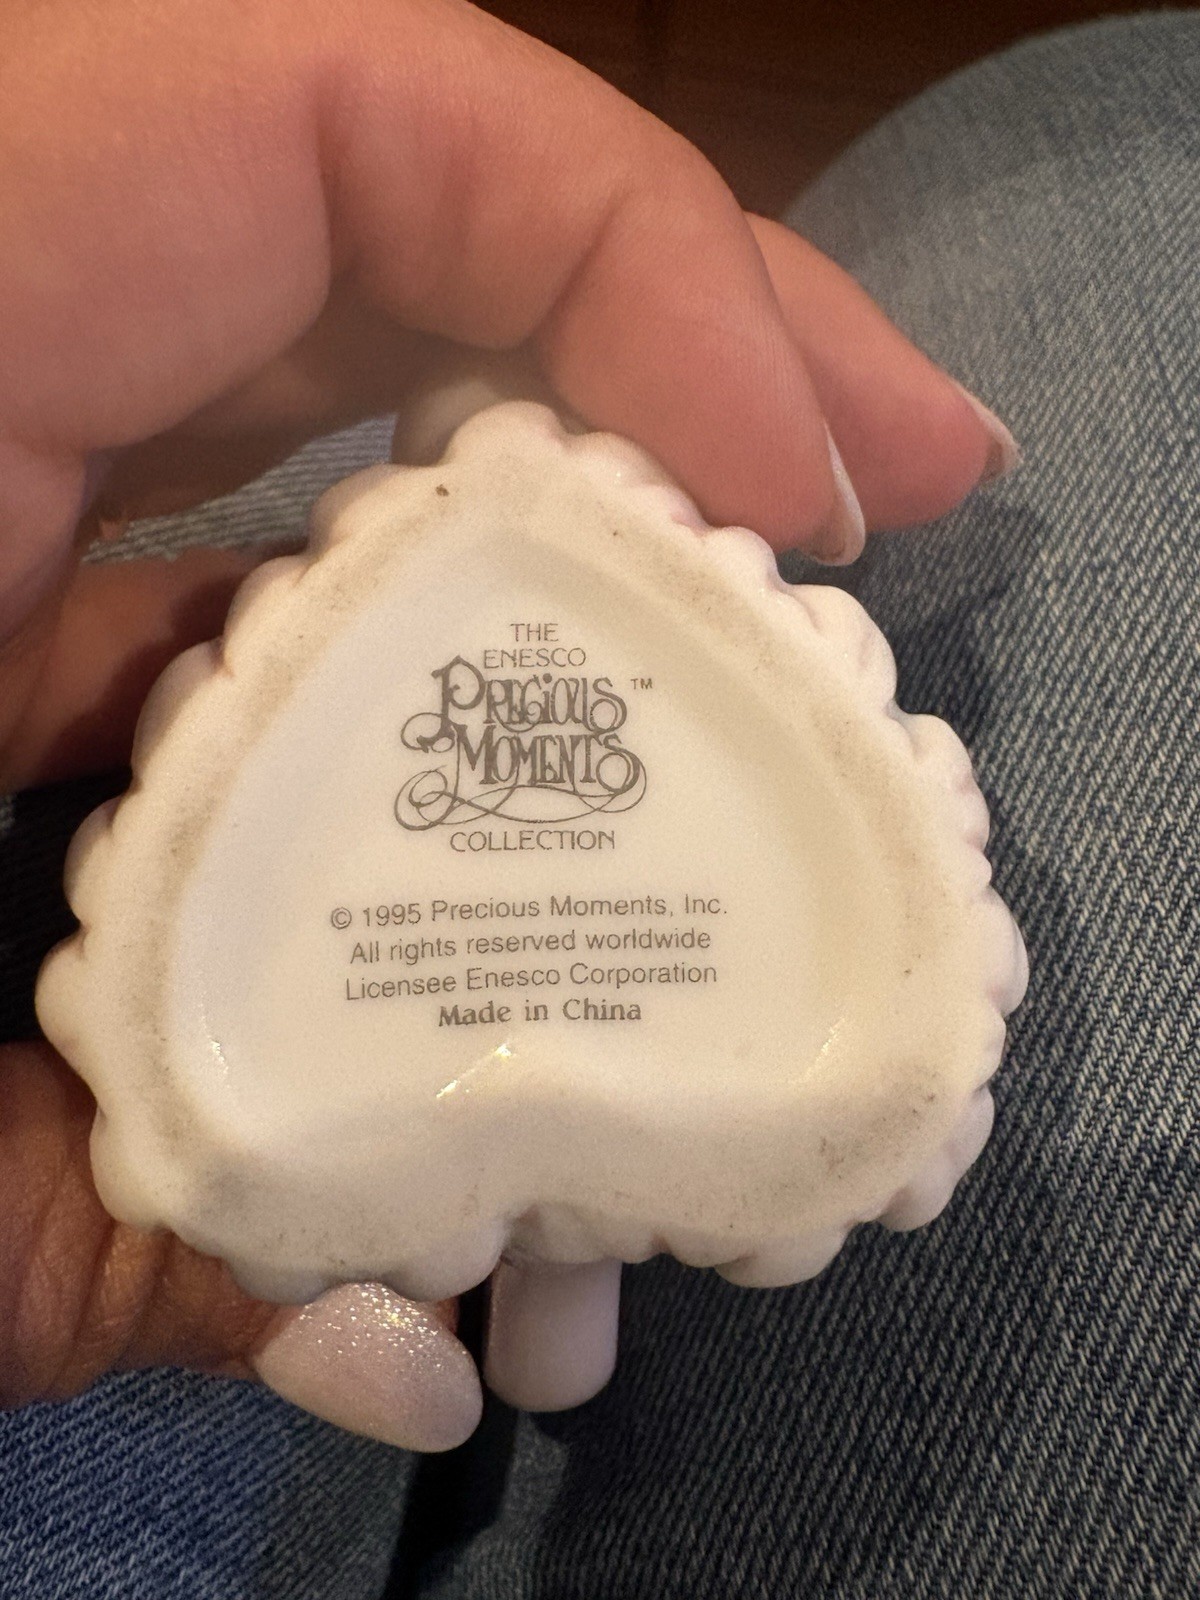 THE
ENESCO
PRECIOUS ™
MOMENTS
COLLECTION
© 1995 Precious Moments, Inc.
All rights reserved worldwide
Licensee Enesco Corporation
Made in China